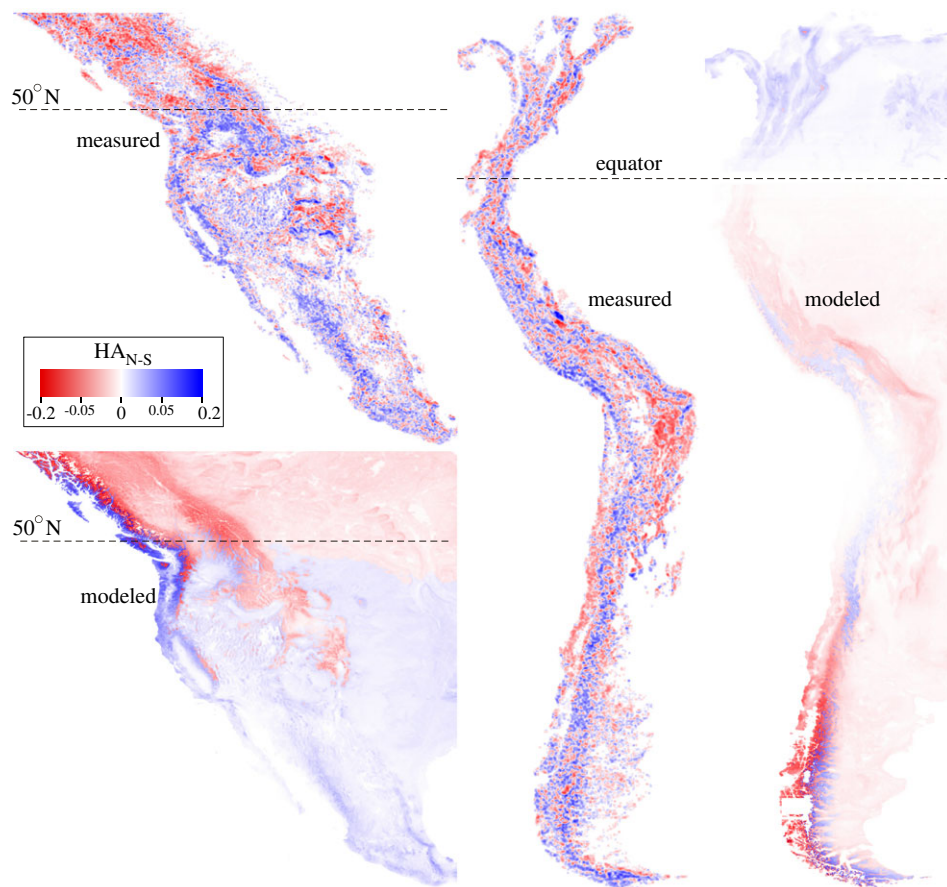 50°N
measured
equator
measured
modeled
HA_N-S
-0.2 -0.05 0 0.05 0.2
50°N
modeled